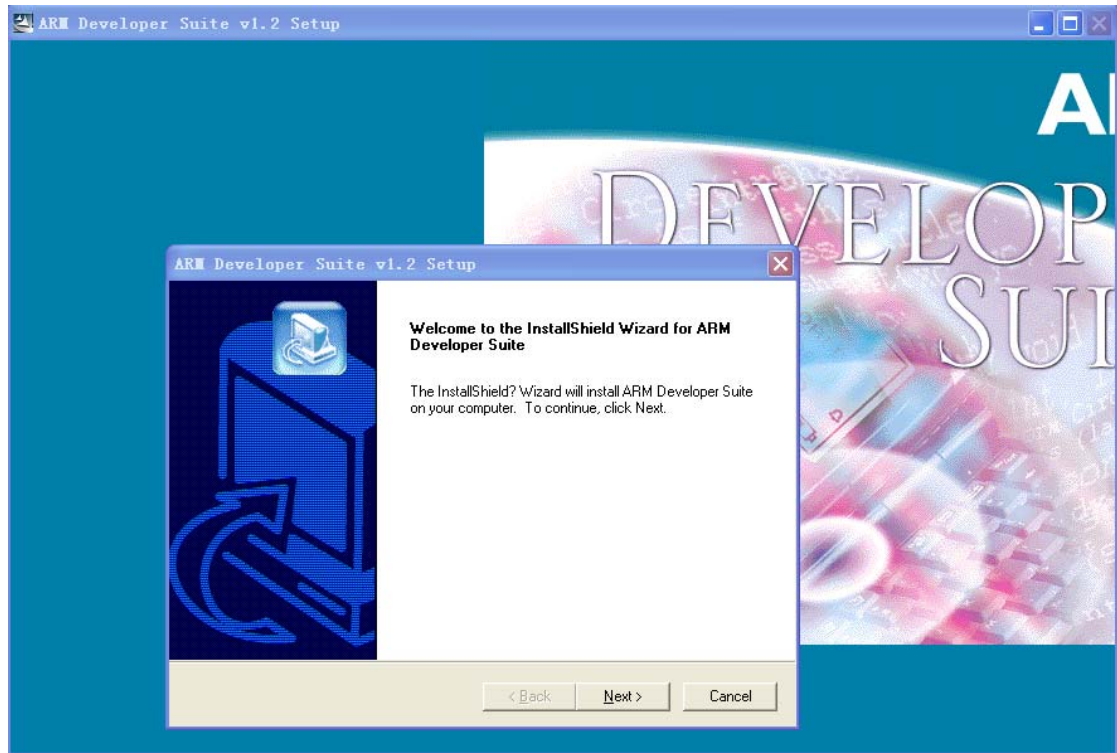 ARM Developer Suite v1.2 Setup
A
DEVELOP
SUI
ARM Developer Suite v1.2 Setup
Welcome to the InstallShield Wizard for ARM
Developer Suite
The InstallShield? Wizard will install ARM Developer Suite
on your computer. To continue, click Next.
< Back
Next >
Cancel